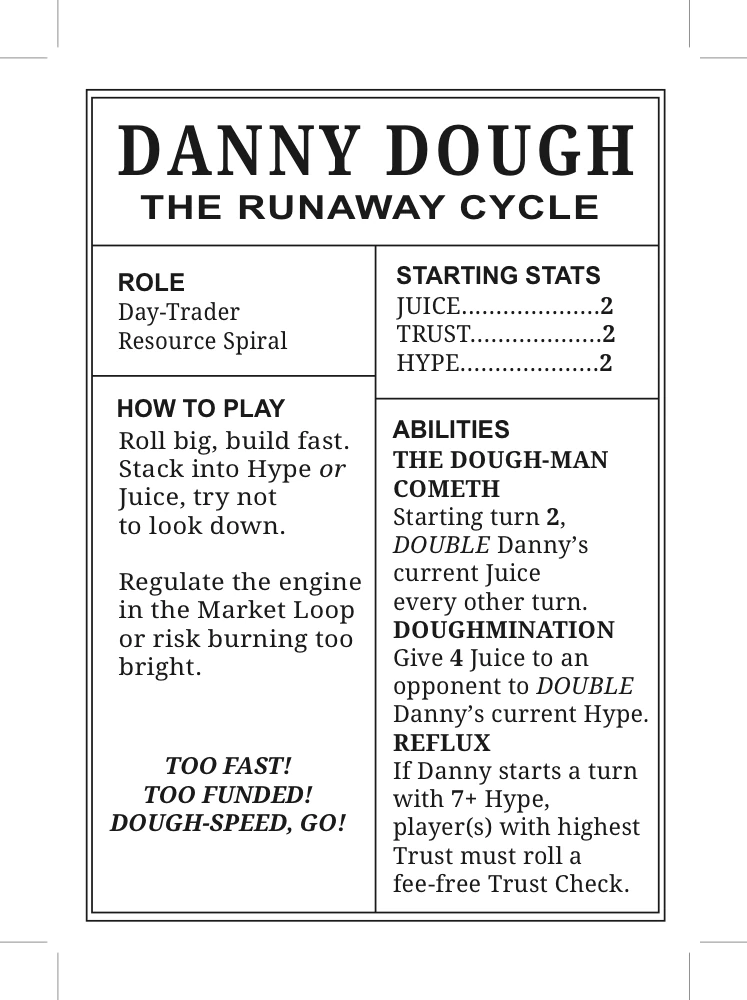 DANNY DOUGH
THE RUNAWAY CYCLE
ROLE
Day-Trader
Resource Spiral
HOW TO PLAY
Roll big, build fast.
Stack into Hype or
Juice, try not
to look down.
Regulate the engine
in the Market Loop
or risk burning too
bright.
TOO FAST!
TOO FUNDED!
DOUGH-SPEED, GO!
STARTING STATS
JUICE....................2
TRUST...................2
HYPE....................2
ABILITIES
THE DOUGH-MAN
COMETH
Starting turn 2,
DOUBLE Danny’s
current Juice
every other turn.
DOUGHMINATION
Give 4 Juice to an
opponent to DOUBLE
Danny’s current Hype.
REFLUX
If Danny starts a turn
with 7+ Hype,
player(s) with highest
Trust must roll a
fee-free Trust Check.